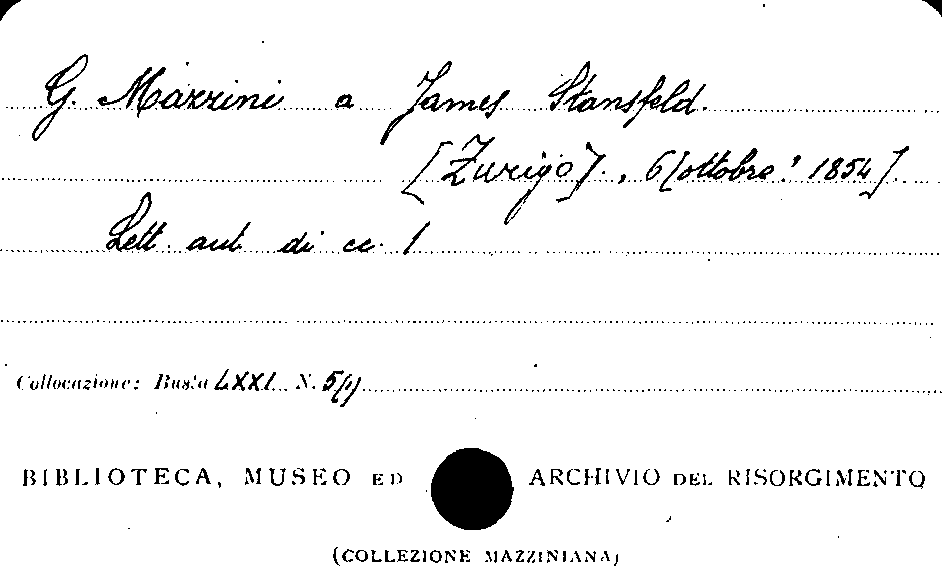 G. Mazzini a James Stansfeld.
[Zurigo]., 6 [ottobre? 1854].
Lett. aut. di cc. 1
Collocazione: Busta LXXI N. 5(1)
BIBLIOTECA, MUSEO ED ARCHIVIO DEL RISORGIMENTO
(COLLEZIONE MAZZINIANA)